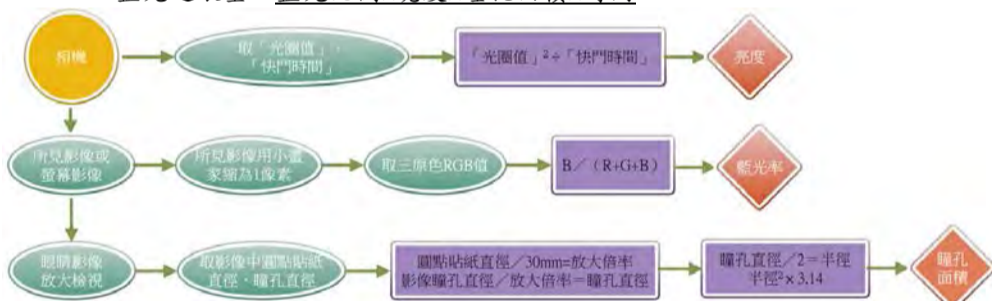 相機
取「光圈值」,
「快門時間」
「光圈值」²÷「快門時間」
亮度
所見影像或
螢幕影像
所見影像用小畫
家縮為1像素
取三原色RGB值
B／（R+G+B）
藍光率
眼睛影像
放大檢視
取影像中圓點貼紙
直徑、瞳孔直徑
圓點貼紙直徑／30mm=放大倍率
影像瞳孔直徑／放大倍率＝瞳孔直徑
瞳孔直徑／2＝半徑
半徑²×3.14
瞳孔
面積